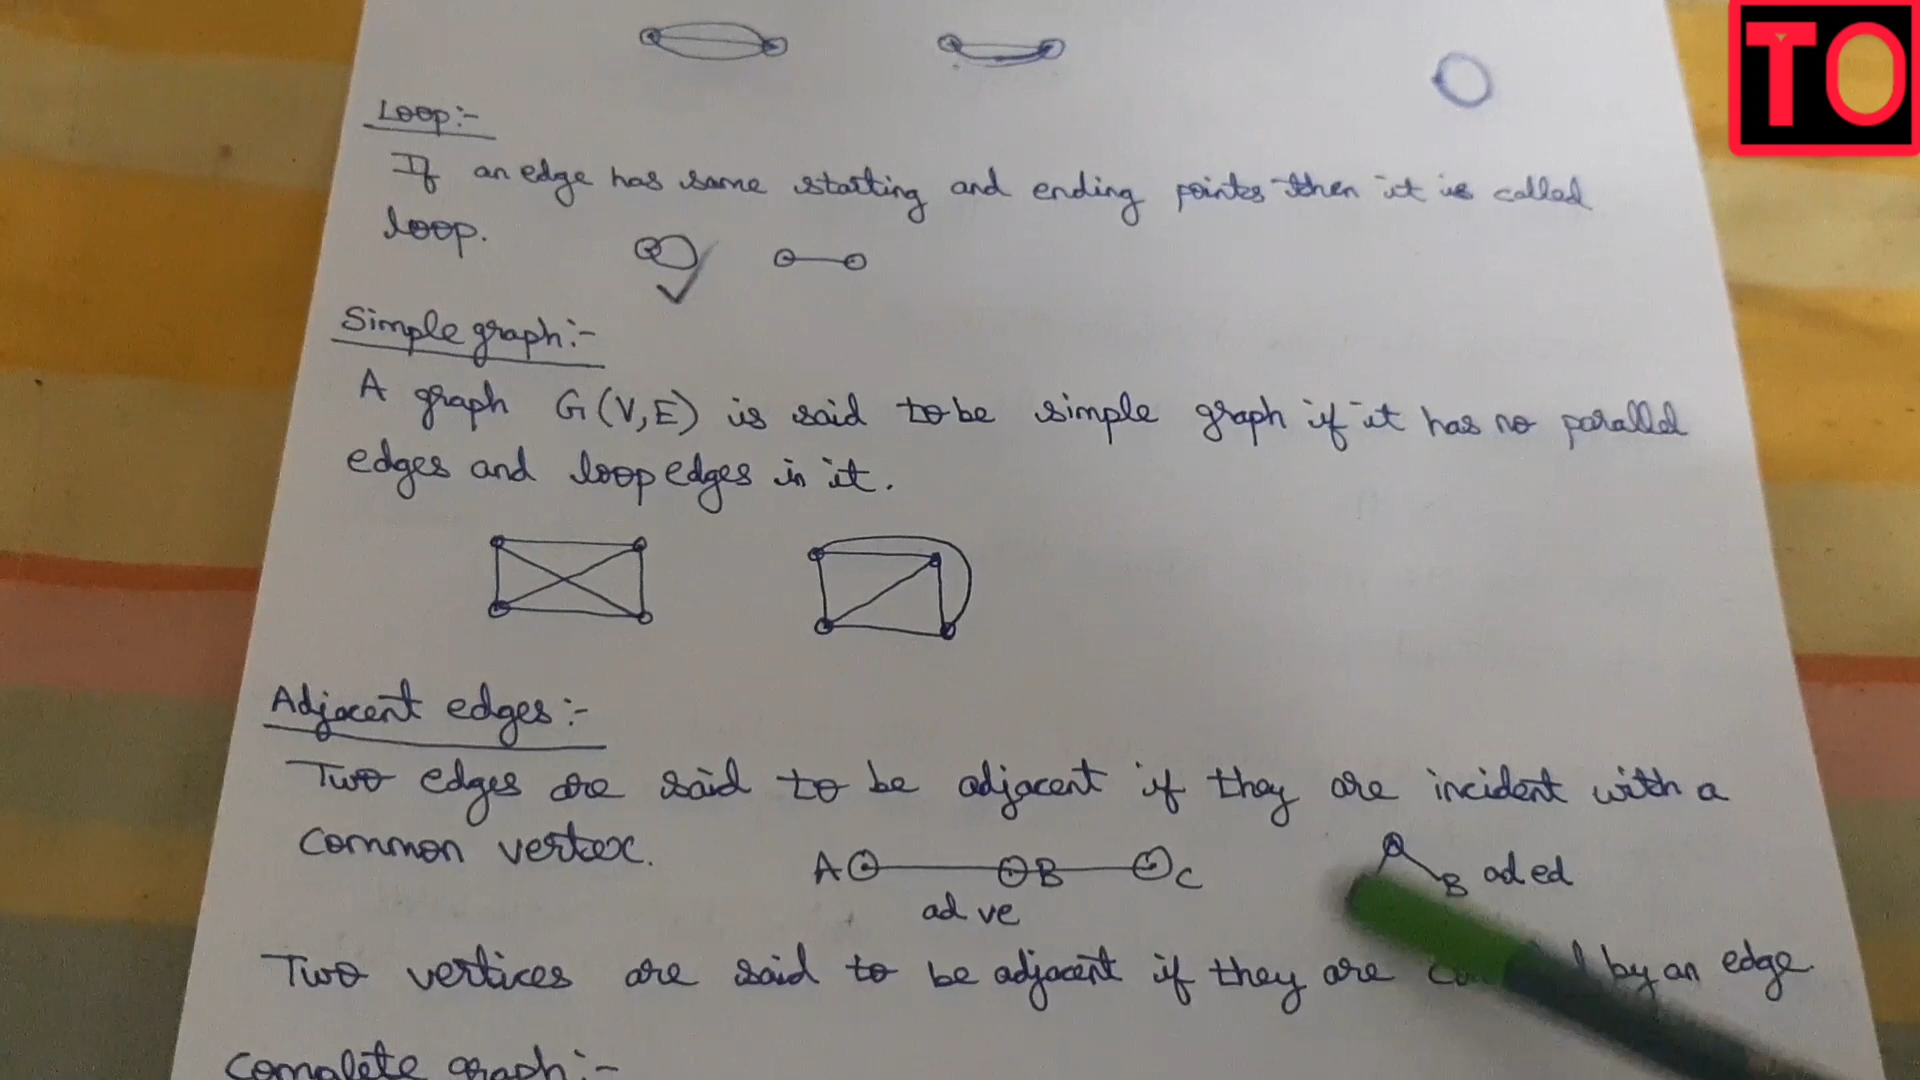 TO
Loop:-
If an edge has same starting and ending points then it is called
loop.
Simple graph:-
A graph G(V,E) is said to be simple graph if it has no parallel
edges and loop edges in it.
Adjacent edges:-
Two edges are said to be adjacent if they are incident with a
common vertex.
A B C
B ad ed
ad ve
Two vertices are said to be adjacent if they are by an edge.
Complete graph:-